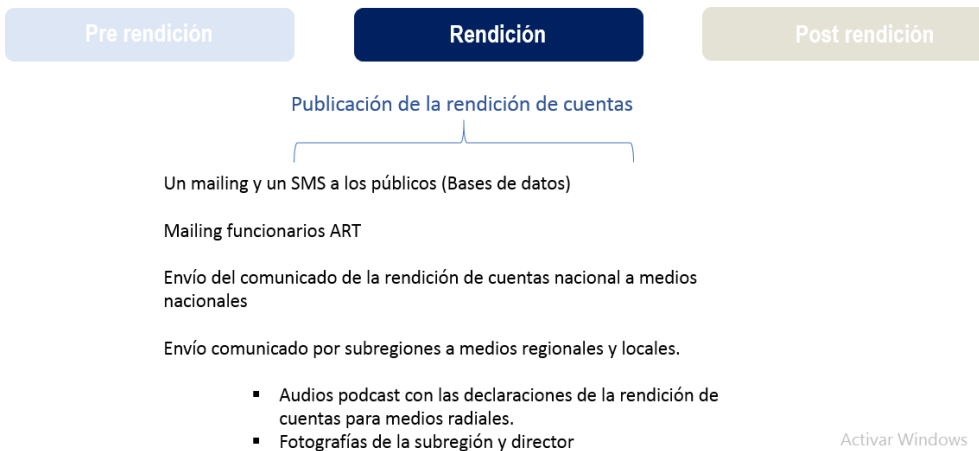 Pre rendición
Rendición
Post rendición
Publicación de la rendición de cuentas
Un mailing y un SMS a los públicos (Bases de datos)
Mailing funcionarios ART
Envío del comunicado de la rendición de cuentas nacional a medios
nacionales
Envío comunicado por subregiones a medios regionales y locales.
▪ Audios podcast con las declaraciones de la rendición de
cuentas para medios radiales.
▪ Fotografías de la subregión y director
Activar Windows